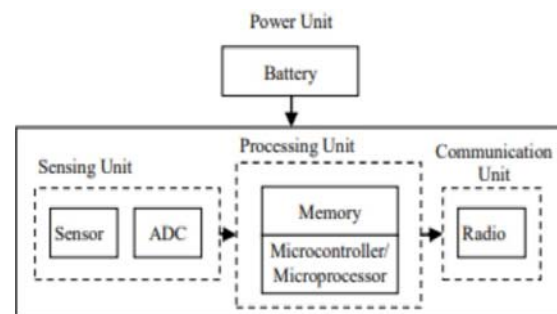 Power Unit
Battery
Processing Unit
Communication
Unit
Sensing Unit
Sensor
ADC
Memory
Microcontroller/
Microprocessor
Radio